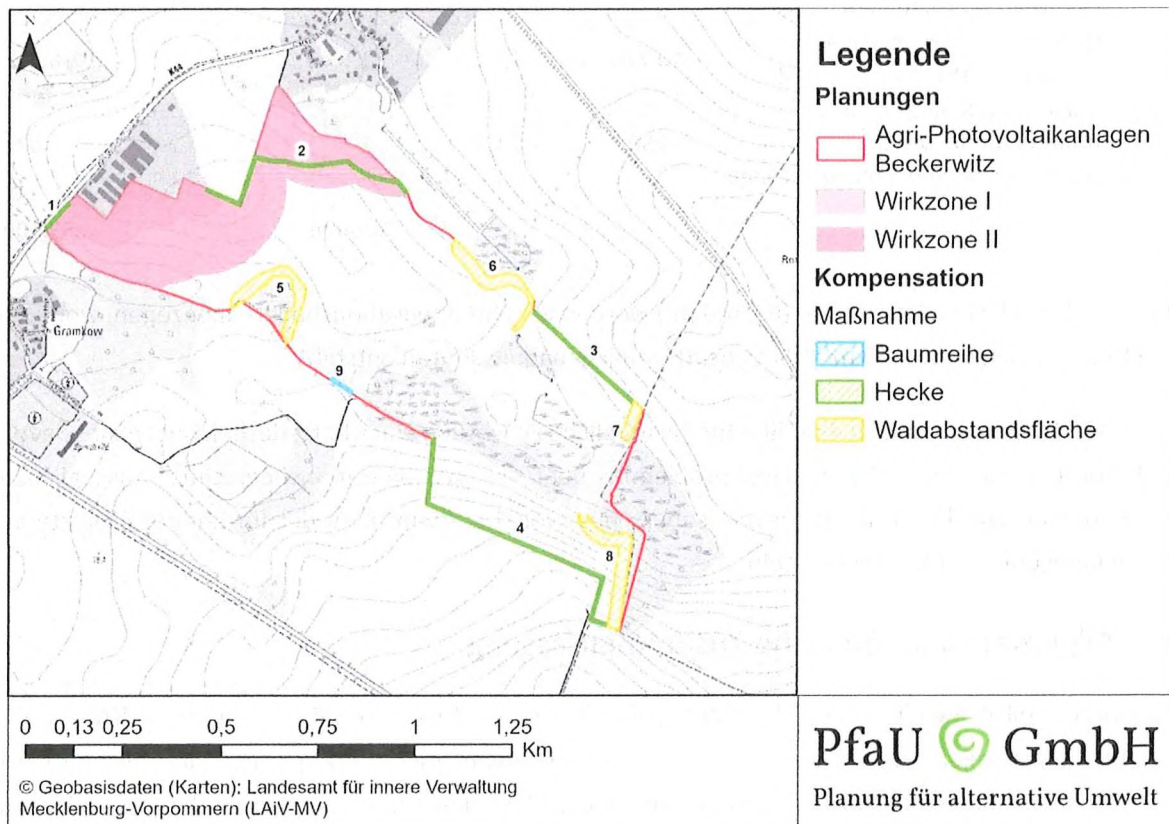 N
K44
1
2
3
4
5
6
7
8
9
Gramkow
Legende
Planungen
Agri-Photovoltaikanlagen
Beckerwitz
Wirkzone I
Wirkzone II
Kompensation
Maßnahme
Baumreihe
Hecke
Waldabstandsfläche
0 0,13 0,25 0,5 0,75 1 1,25
Km
© Geobasisdaten (Karten): Landesamt für innere Verwaltung
Mecklenburg-Vorpommern (LAiV-MV)
PfaU GmbH
Planung für alternative Umwelt